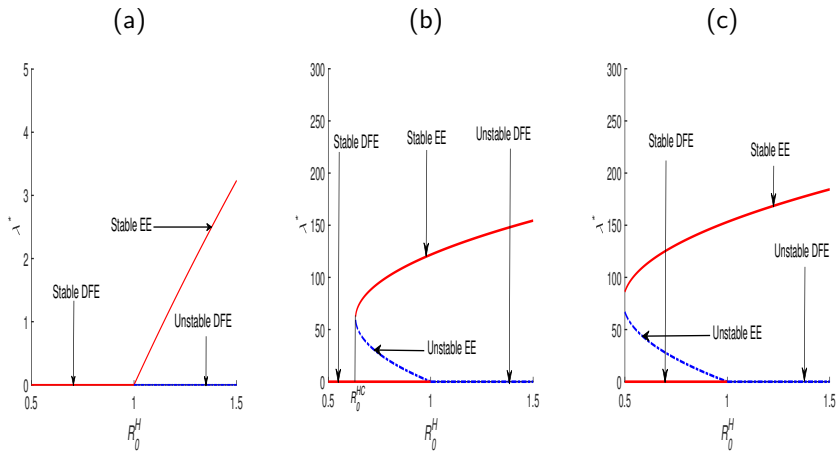 (a)
5
4
3
2
1
0
λ*
Stable EE
Stable DFE
Unstable DFE
0.5
1
1.5
R₀ᴴ
(b)
300
250
200
150
100
50
0
λ*
Stable DFE
Stable EE
Unstable DFE
Unstable EE
0.5
R₀ᴴᶜ
1
1.5
R₀ᴴ
(c)
300
250
200
150
100
50
0
λ*
Stable DFE
Stable EE
Unstable DFE
Unstable EE
0.5
1
1.5
R₀ᴴ